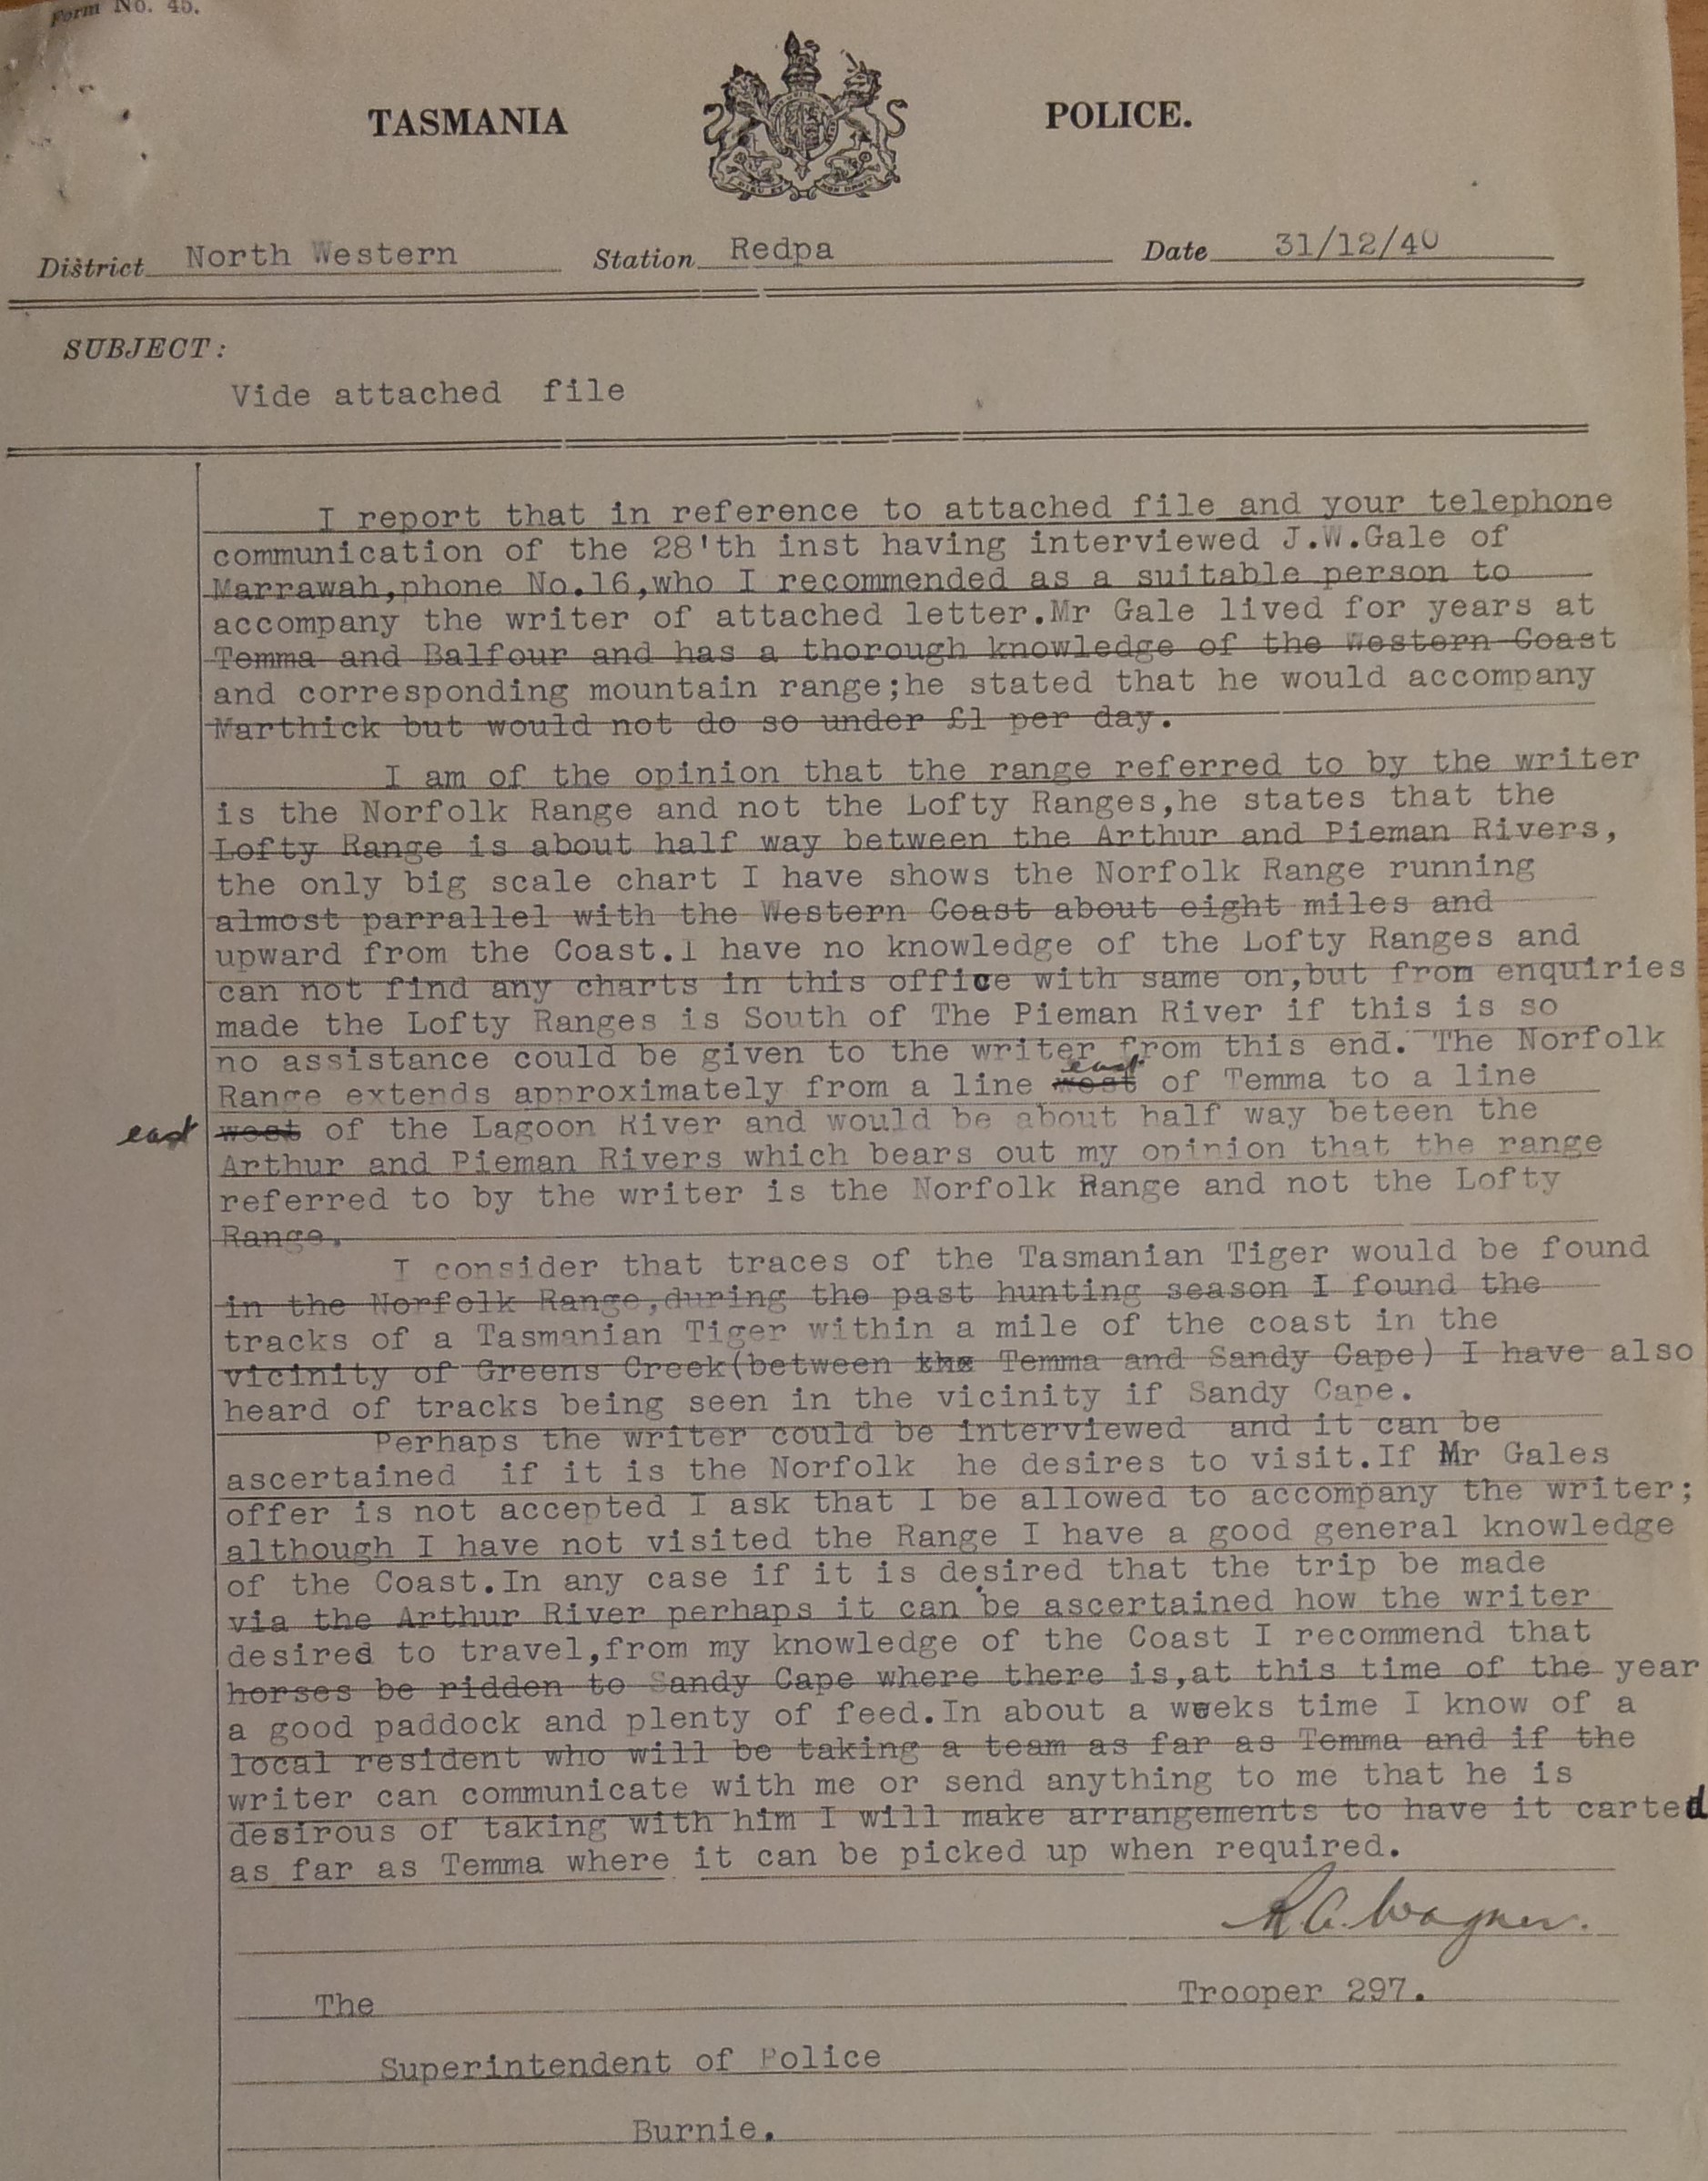 Form No. 45.
TASMANIA POLICE.
DIEU ET MON DROIT
District North Western Station Redpa Date 31/12/40
SUBJECT:
Vide attached file
I report that in reference to attached file and your telephone
communication of the 28'th inst having interviewed J.W.Gale of
Marrawah,phone No.16,who I recommended as a suitable person to
accompany the writer of attached letter.Mr Gale lived for years at
Temma and Balfour and has a thorough knowledge of the Western Coast
and corresponding mountain range;he stated that he would accompany
Marthick but would not do so under £1 per day.
I am of the opinion that the range referred to by the writer
is the Norfolk Range and not the Lofty Ranges,he states that the
Lofty Range is about half way between the Arthur and Pieman Rivers,
the only big scale chart I have shows the Norfolk Range running
almost parrallel with the Western Coast about eight miles and
upward from the Coast.I have no knowledge of the Lofty Ranges and
can not find any charts in this office with same on,but from enquiries
made the Lofty Ranges is South of The Pieman River if this is so
no assistance could be given to the writer from this end. The Norfolk
east
Range extends approximately from a line west of Temma to a line
east west of the Lagoon River and would be about half way beteen the
Arthur and Pieman Rivers which bears out my opinion that the range
referred to by the writer is the Norfolk Range and not the Lofty
Range.
I consider that traces of the Tasmanian Tiger would be found
in the Norfolk Range,during the past hunting season I found the
tracks of a Tasmanian Tiger within a mile of the coast in the
vicinity of Greens Creek(between the Temma and Sandy Cape) I have also
heard of tracks being seen in the vicinity if Sandy Cape.
Perhaps the writer could be interviewed and it can be
ascertained if it is the Norfolk he desires to visit.If Mr Gales
offer is not accepted I ask that I be allowed to accompany the writer;
although I have not visited the Range I have a good general knowledge
of the Coast.In any case if it is desired that the trip be made
via the Arthur River perhaps it can be ascertained how the writer
desires to travel,from my knowledge of the Coast I recommend that
horses be ridden to Sandy Cape where there is,at this time of the year
a good paddock and plenty of feed.In about a weeks time I know of a
local resident who will be taking a team as far as Temma and if the
writer can communicate with me or send anything to me that he is
desirous of taking with him I will make arrangements to have it carted
as far as Temma where it can be picked up when required.
R.A. Wagner.
The Trooper 297.
Superintendent of Police
Burnie.